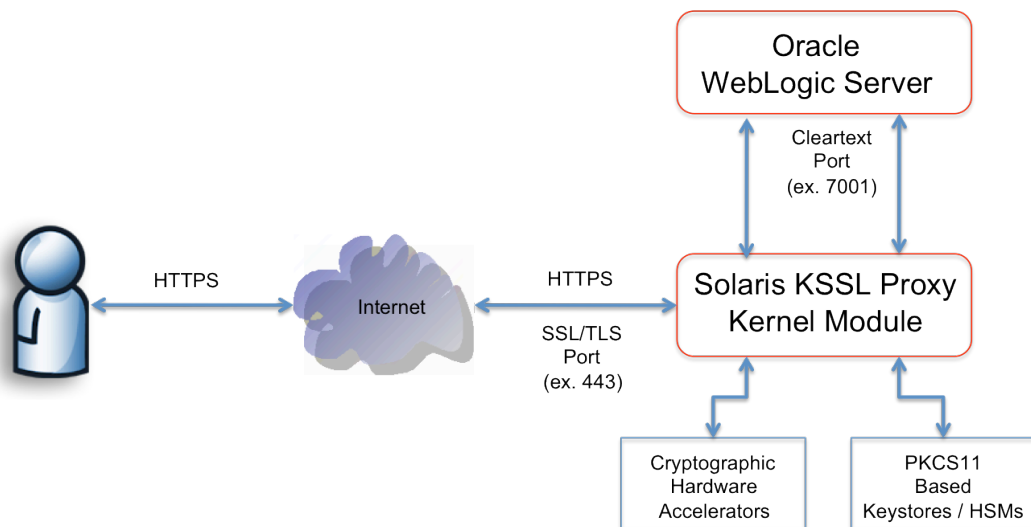 Oracle
WebLogic Server
Cleartext
Port
(ex. 7001)
HTTPS
Internet
HTTPS
SSL/TLS
Port
(ex. 443)
Solaris KSSL Proxy
Kernel Module
Cryptographic
Hardware
Accelerators
PKCS11
Based
Keystores / HSMs